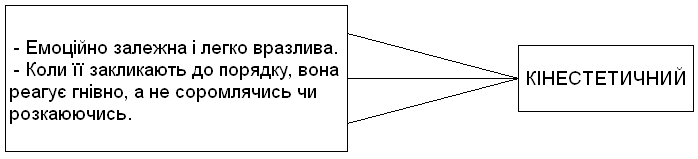 - Емоційно залежна і легко вразлива.
- Коли її закликають до порядку, вона
реагує гнівно, а не соромлячись чи
розкаюючись.
КІНЕСТЕТИЧНИЙ